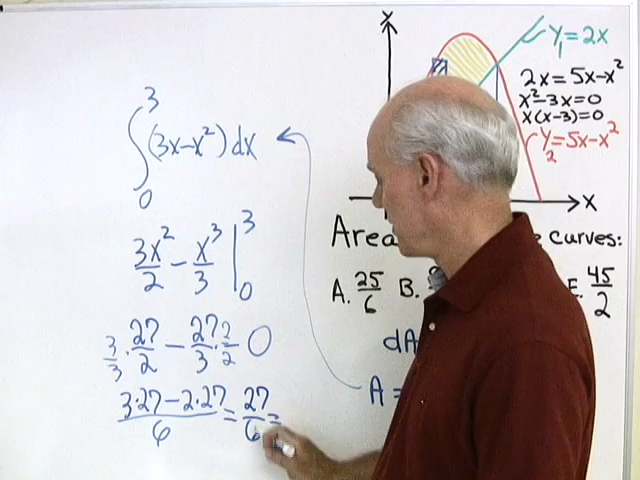 ∫₀³ (3x-x²) dx
3x²/2 - x³/3 |₀³
3/3 · 27/2 - 27/3 · 2/2 0
3·27-2·27/6 = 27/6 =
X
Y₁ = 2X
2X = 5X-X²
X²-3X=0
X(X-3)=0
Y₂ = 5X-X²
X
Area curves:
A. 25/6 B. E. 45/2
dA
A =